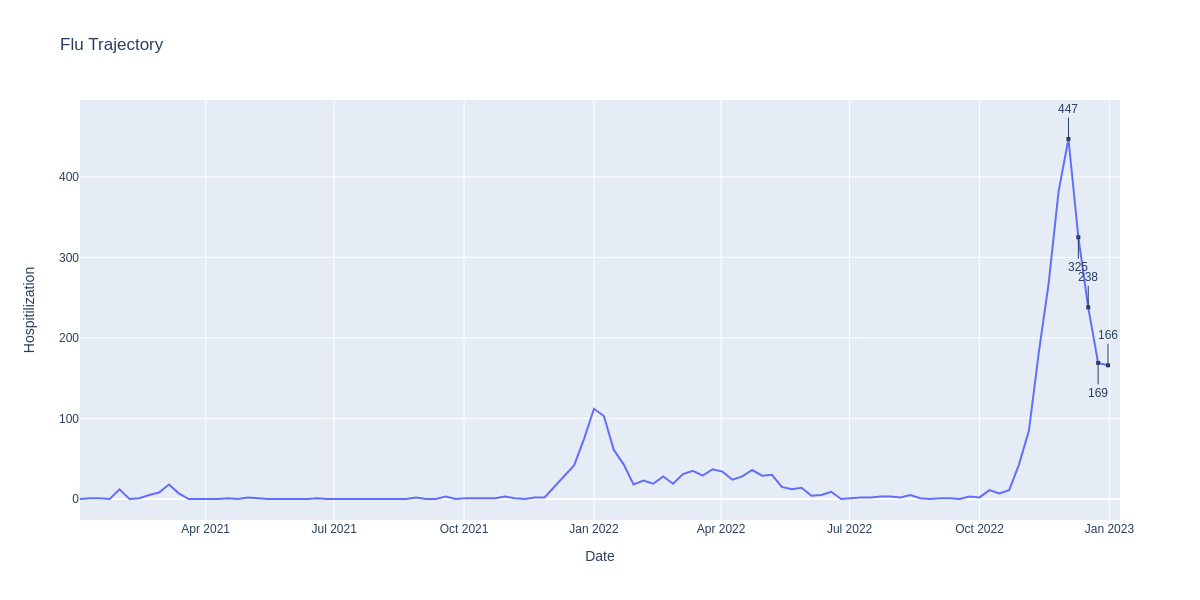 Flu Trajectory
447
400
300
325
238
200
166
169
100
0
Hospitilization
Apr 2021
Jul 2021
Oct 2021
Jan 2022
Apr 2022
Jul 2022
Oct 2022
Jan 2023
Date